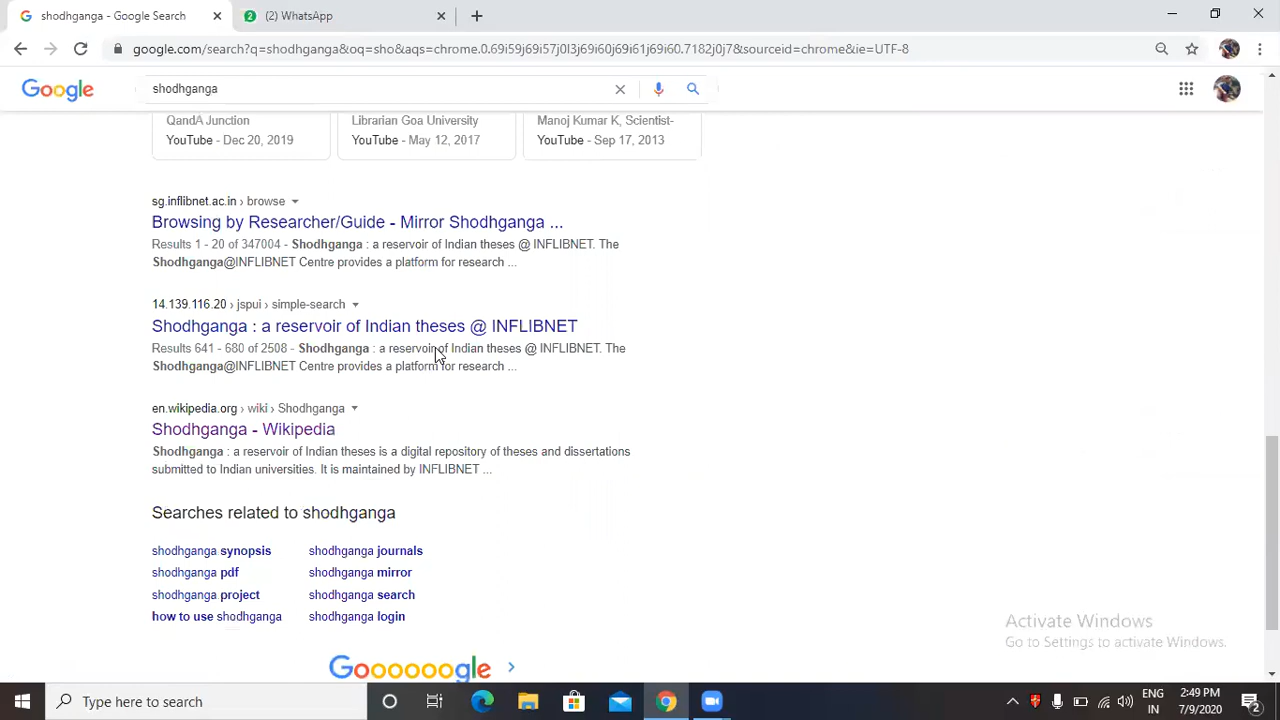 shodhganga - Google Search
(2) WhatsApp
google.com/search?q=shodhganga&oq=sho&aqs=chrome.0.69i59j69i57j0l3j69i60j69i61j69i60.7182j0j7&sourceid=chrome&ie=UTF-8
Google
shodhganga
QandA Junction
YouTube - Dec 20, 2019
Librarian Goa University
YouTube - May 12, 2017
Manoj Kumar K, Scientist-
YouTube - Sep 17, 2013
sg.inflibnet.ac.in › browse
Browsing by Researcher/Guide - Mirror Shodhganga ...
Results 1 - 20 of 347004 - Shodhganga : a reservoir of Indian theses @ INFLIBNET. The
Shodhganga@INFLIBNET Centre provides a platform for research ...
14.139.116.20 › jspui › simple-search
Shodhganga : a reservoir of Indian theses @ INFLIBNET
Results 641 - 680 of 2508 - Shodhganga : a reservoir of Indian theses @ INFLIBNET. The
Shodhganga@INFLIBNET Centre provides a platform for research ...
en.wikipedia.org › wiki › Shodhganga
Shodhganga - Wikipedia
Shodhganga : a reservoir of Indian theses is a digital repository of theses and dissertations
submitted to Indian universities. It is maintained by INFLIBNET ...
Searches related to shodhganga
shodhganga synopsis
shodhganga journals
shodhganga pdf
shodhganga mirror
shodhganga project
shodhganga search
how to use shodhganga
shodhganga login
Goooooogle
Activate Windows
Go to Settings to activate Windows.
Type here to search
ENG
IN
2:49 PM
7/9/2020
2